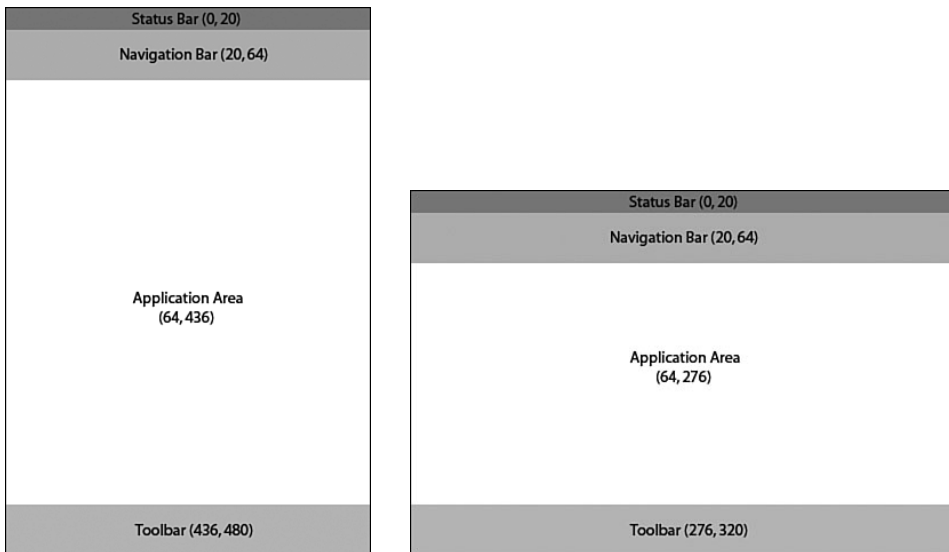 Status Bar (0, 20)
Navigation Bar (20, 64)
Application Area
(64, 436)
Toolbar (436, 480)
Status Bar (0, 20)
Navigation Bar (20, 64)
Application Area
(64, 276)
Toolbar (276, 320)